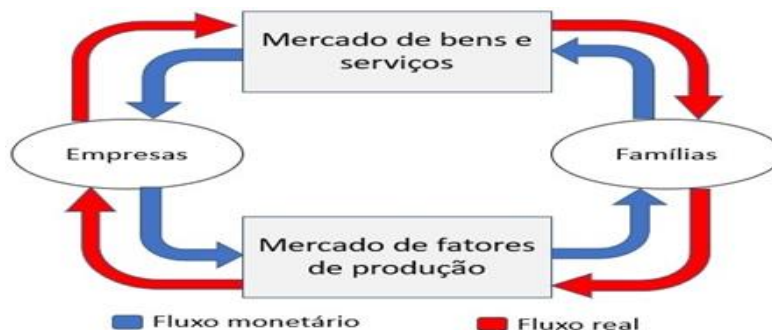 Mercado de bens e
serviços
Empresas
Famílias
Mercado de fatores
de produção
Fluxo monetário
Fluxo real